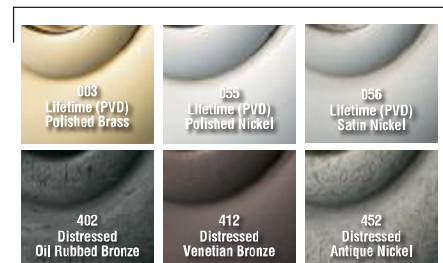 003
Lifetime (PVD)
Polished Brass
055
Lifetime (PVD)
Polished Nickel
056
Lifetime (PVD)
Satin Nickel
402
Distressed
Oil Rubbed Bronze
412
Distressed
Venetian Bronze
452
Distressed
Antique Nickel